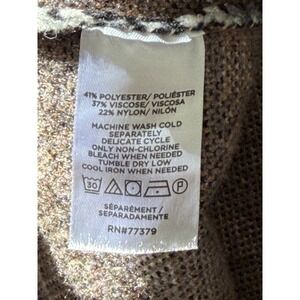 41% POLYESTER/ POLIÉSTER
37% VISCOSE/ VISCOSA
22% NYLON/ NILÓN
MACHINE WASH COLD
SEPARATELY
DELICATE CYCLE
ONLY NON-CHLORINE
BLEACH WHEN NEEDED
TUMBLE DRY LOW
COOL IRON WHEN NEEDED
30 P
SÉPARÉMENT /
SEPARADAMENTE
RN#77379